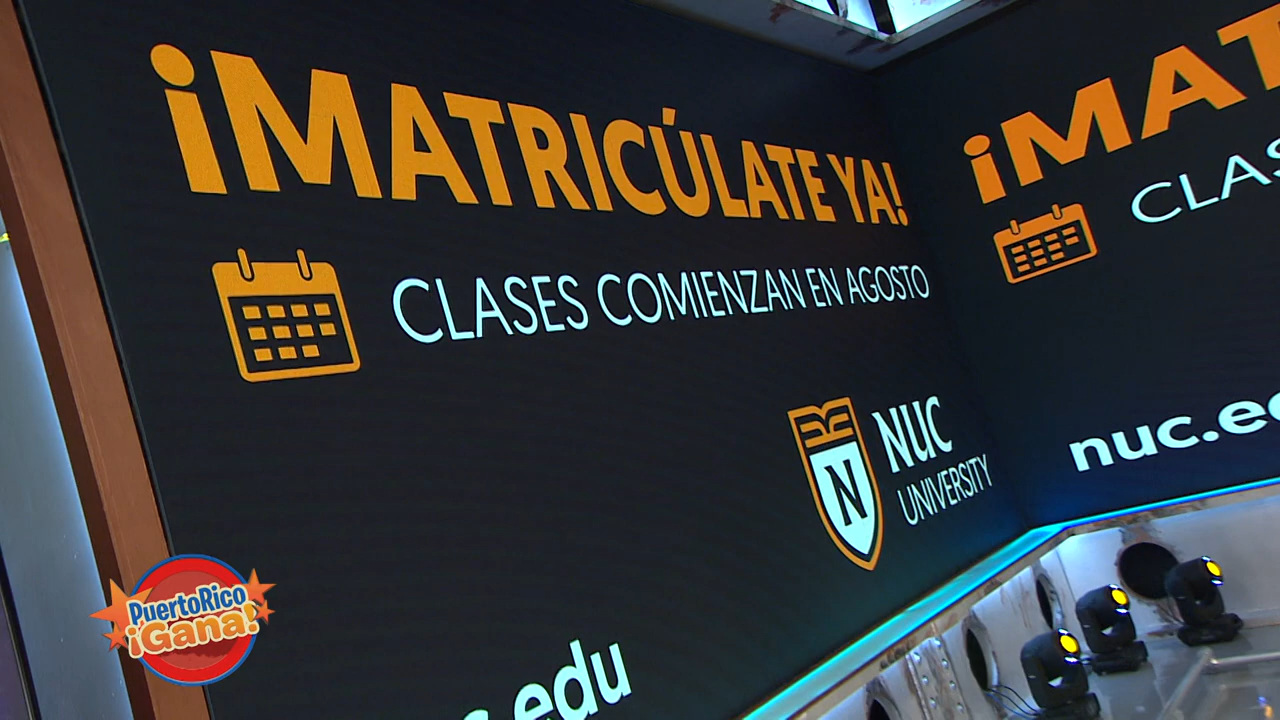 ¡MATRICÚLATE YA!
CLASES COMIENZAN EN AGOSTO
N
NUC
UNIVERSITY
.edu
¡MAT
CLAS
nuc.e
PuertoRico
¡Gana!